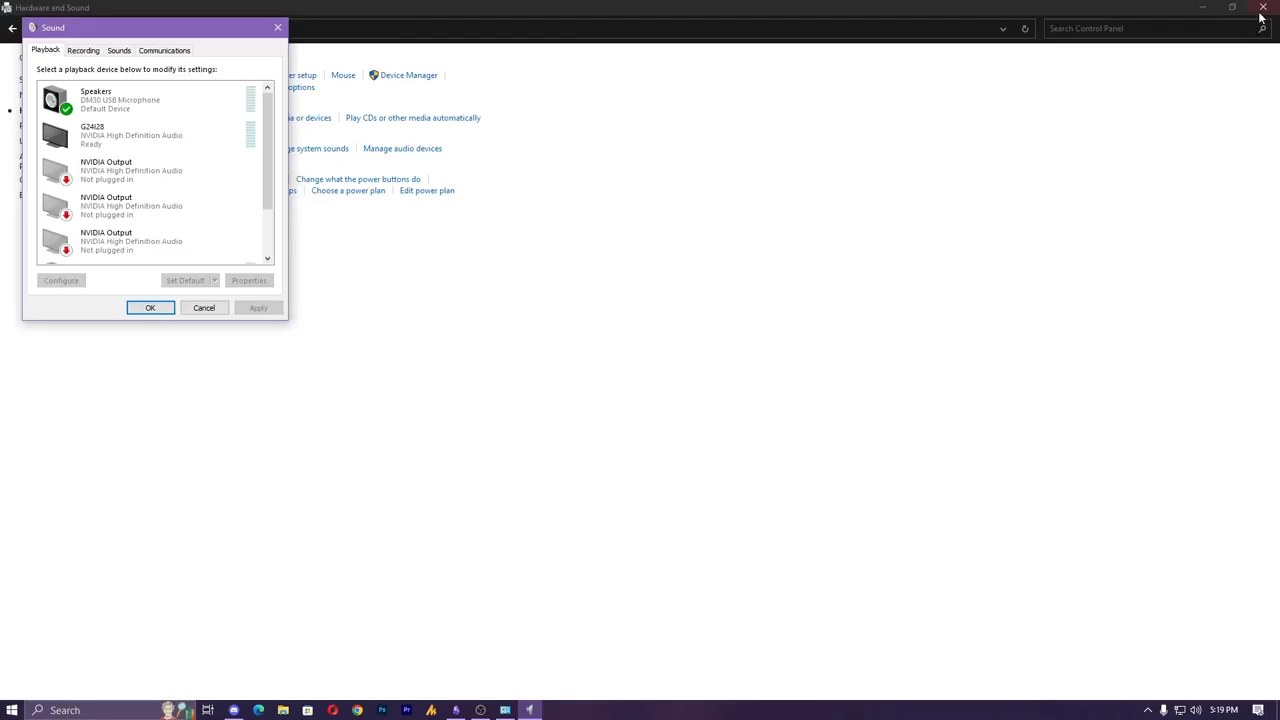 Hardware and Sound
Sound
Search Control Panel
Playback
Recording
Sounds
Communications
Select a playback device below to modify its settings:
Speakers
DM30 USB Microphone
Default Device
G24I28
NVIDIA High Definition Audio
Ready
NVIDIA Output
NVIDIA High Definition Audio
Not plugged in
NVIDIA Output
NVIDIA High Definition Audio
Not plugged in
NVIDIA Output
NVIDIA High Definition Audio
Not plugged in
Configure
Set Default
Properties
OK
Cancel
Apply
er setup
Mouse
Device Manager
options
ia or devices
Play CDs or other media automatically
ge system sounds
Manage audio devices
Change what the power buttons do
ps
Choose a power plan
Edit power plan
Search
5:19 PM